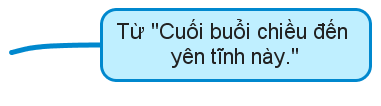 Từ "Cuối buổi chiều đến
yên tĩnh này."